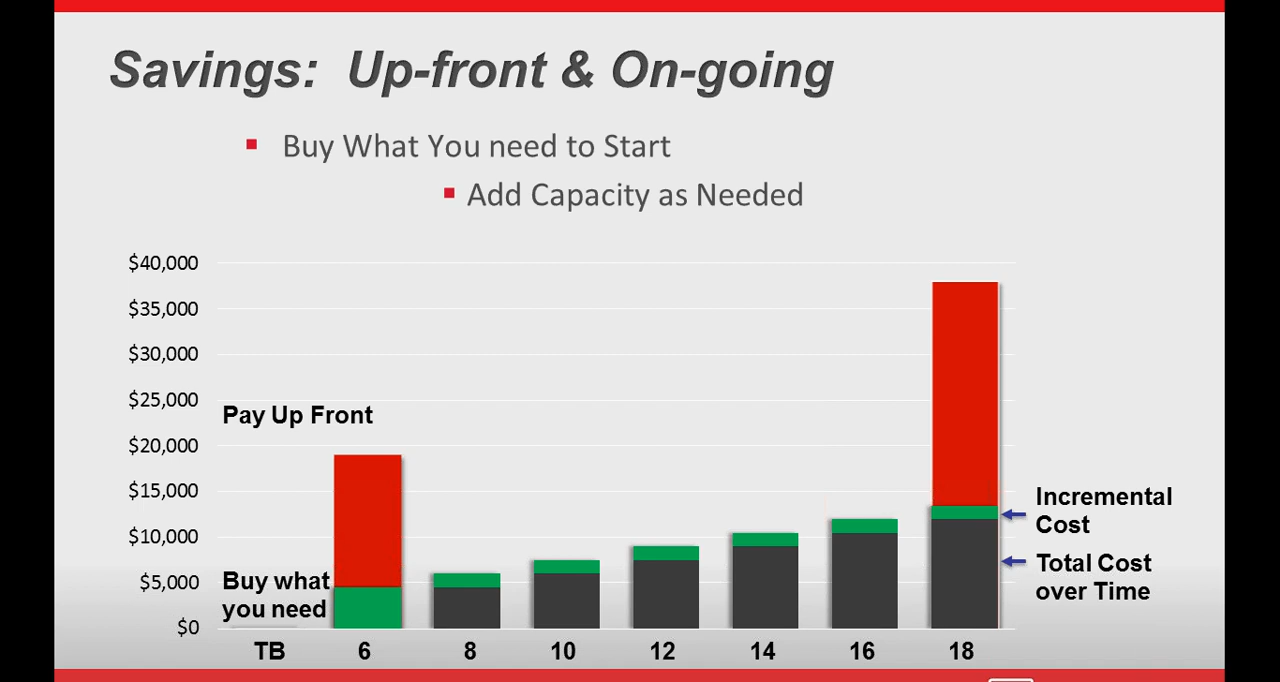 Savings: Up-front & On-going
Buy What You need to Start
Add Capacity as Needed
$40,000
$35,000
$30,000
$25,000
Pay Up Front
$20,000
$15,000
Incremental
Cost
$10,000
Total Cost
over Time
$5,000
Buy what
you need
$0
TB 6 8 10 12 14 16 18